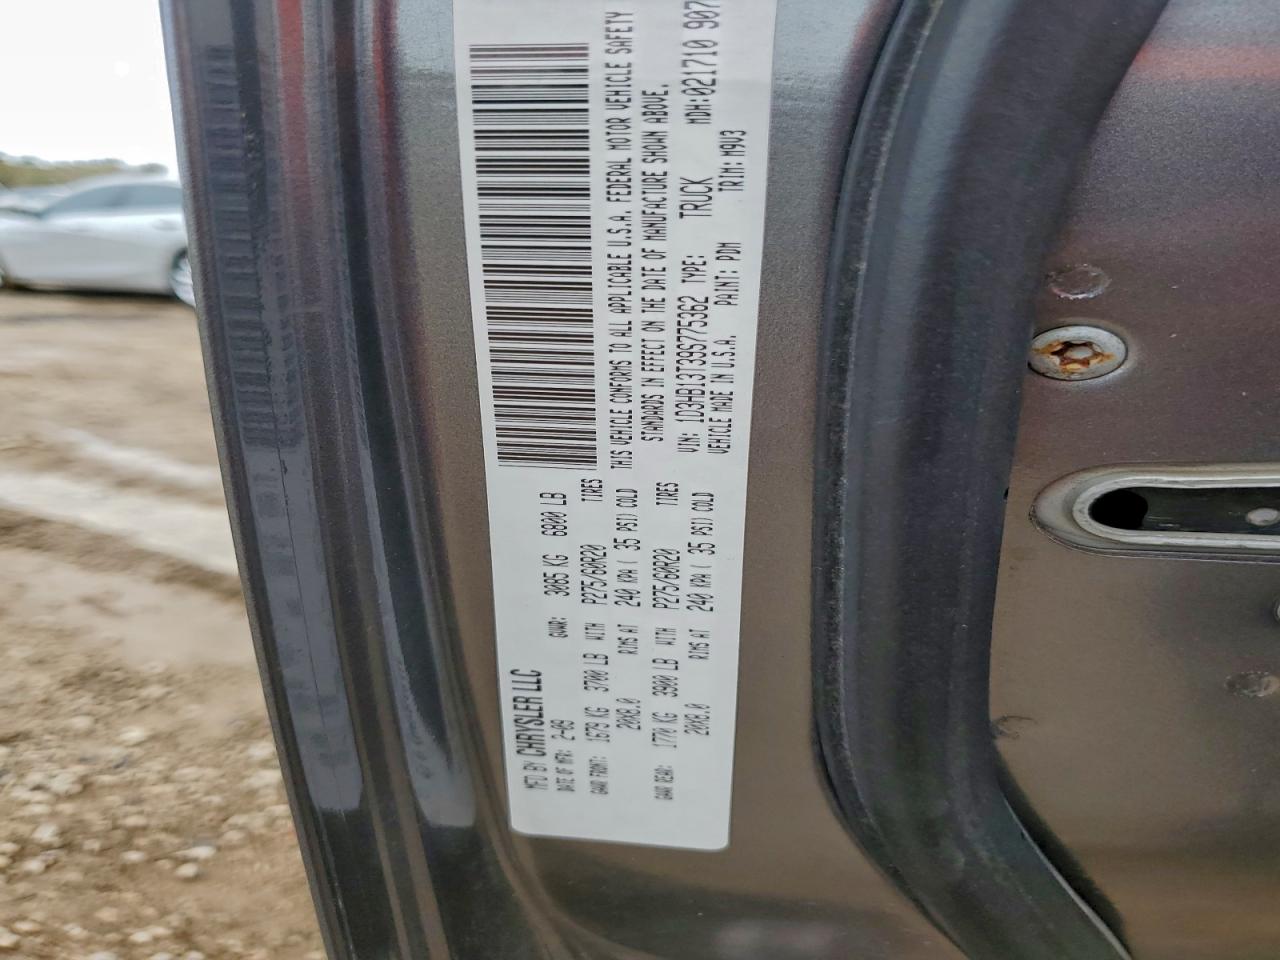 MFD BY CHRYSLER LLC
DATE OF MFR: 2-09 GVWR: 3085 KG 6800 LB
GAWR FRONT: 1679 KG 3700 LB WITH P275/60R20 TIRES
20X8.0 RIMS AT 240 KPA ( 35 PSI) COLD
GAWR REAR: 1770 KG 3900 LB WITH P275/60R20 TIRES
20X8.0 RIMS AT 240 KPA ( 35 PSI) COLD
THIS VEHICLE CONFORMS TO ALL APPLICABLE U.S.A. FEDERAL MOTOR VEHICLE SAFETY
STANDARDS IN EFFECT ON THE DATE OF MANUFACTURE SHOWN ABOVE.
VIN: 1D3HB13T99S775362 TYPE: TRUCK MDH:021710 907
VEHICLE MADE IN U.S.A. PAINT: PDM TRIM: M9V3